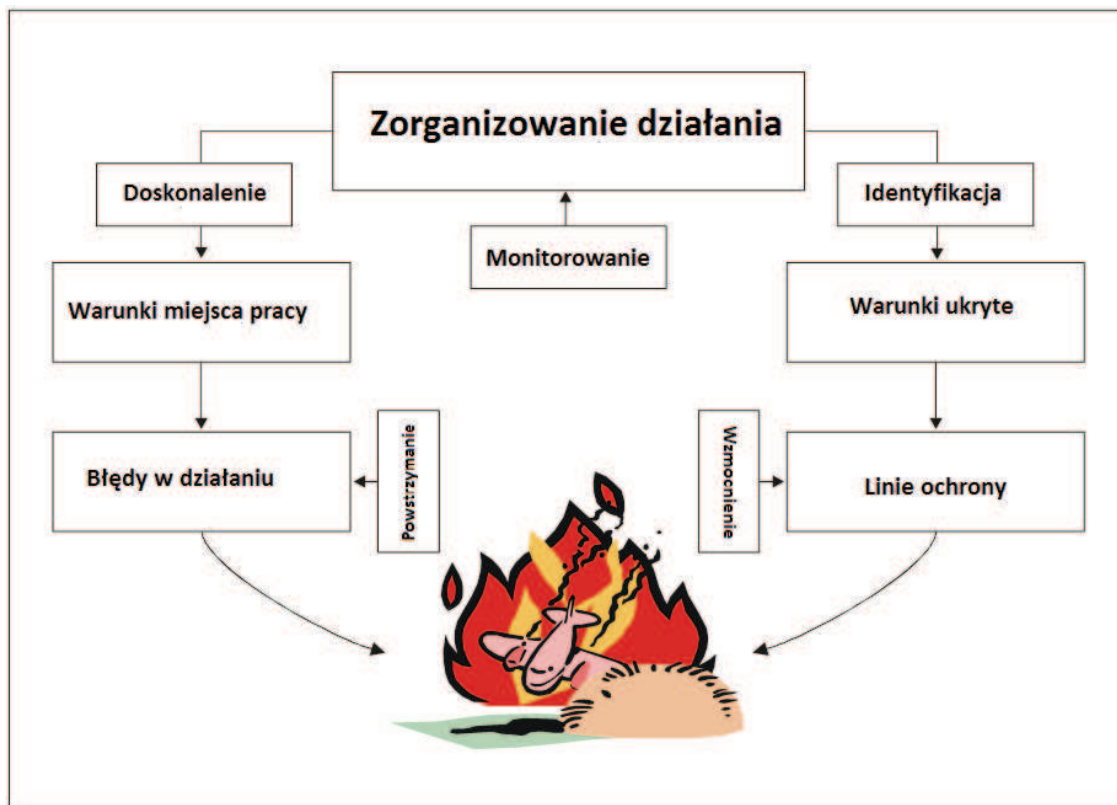 Zorganizowanie działania
Doskonalenie
Identyfikacja
Monitorowanie
Warunki miejsca pracy
Warunki ukryte
Powstrzymanie
Wzmocnienie
Błędy w działaniu
Linie ochrony